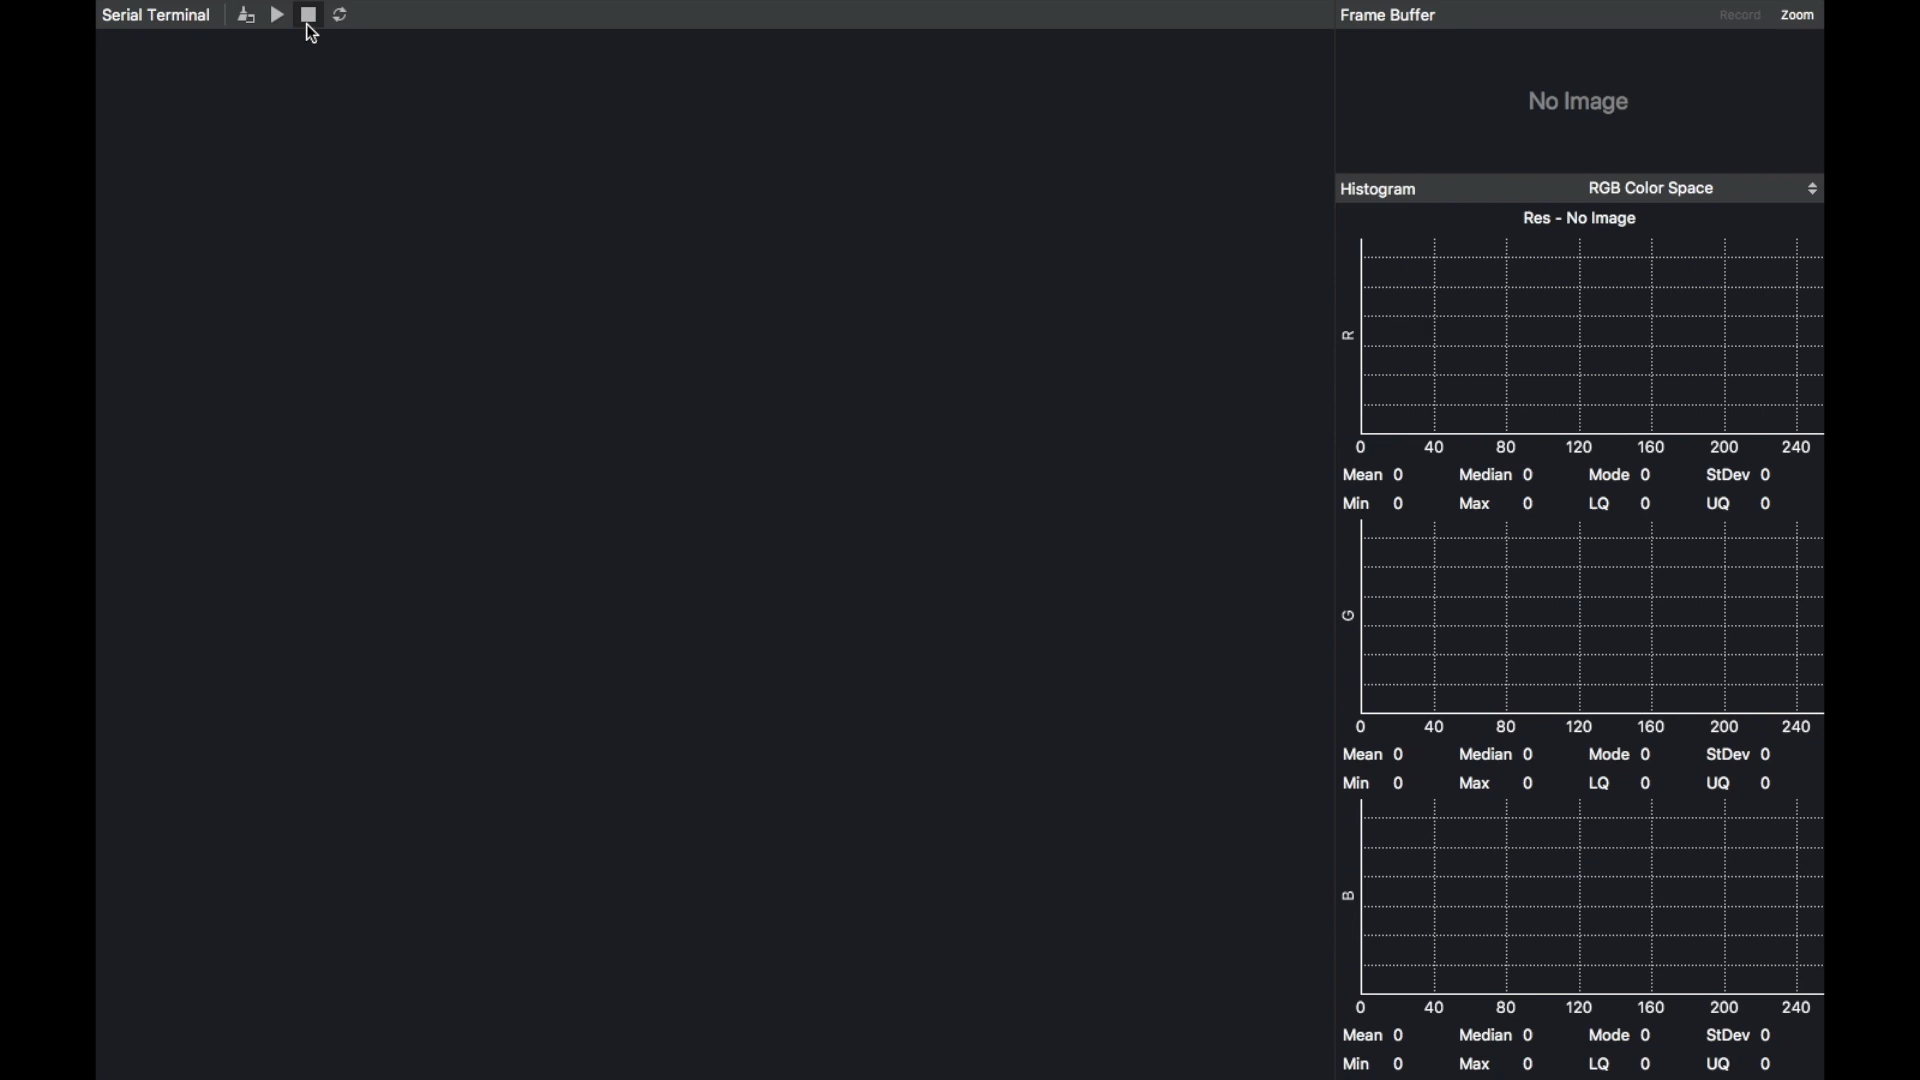 Serial Terminal
Frame Buffer
Record Zoom
No Image
Histogram
RGB Color Space
Res - No Image
R
0 40 80 120 160 200 240
Mean 0 Median 0 Mode 0 StDev 0
Min 0 Max 0 LQ 0 UQ 0
G
0 40 80 120 160 200 240
Mean 0 Median 0 Mode 0 StDev 0
Min 0 Max 0 LQ 0 UQ 0
B
0 40 80 120 160 200 240
Mean 0 Median 0 Mode 0 StDev 0
Min 0 Max 0 LQ 0 UQ 0